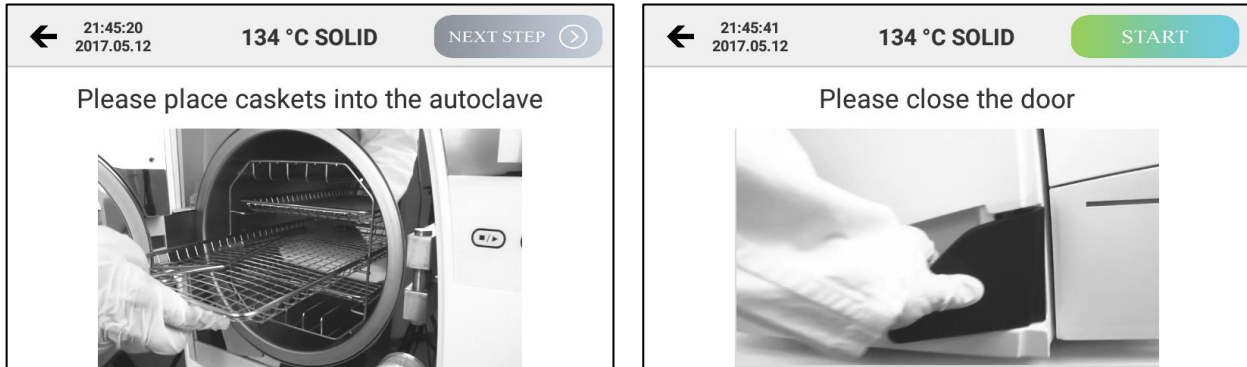 21:45:20
2017.05.12
134 °C SOLID
NEXT STEP
Please place caskets into the autoclave
21:45:41
2017.05.12
134 °C SOLID
START
Please close the door